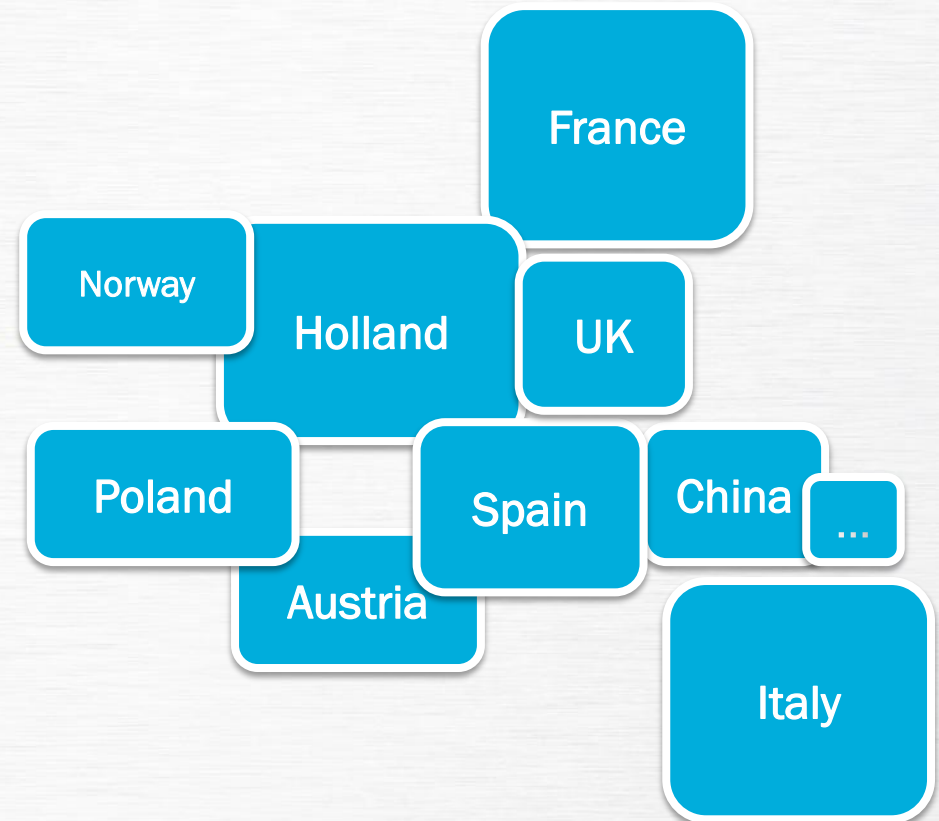 France
Norway
Holland
UK
Poland
Spain
China
...
Austria
Italy